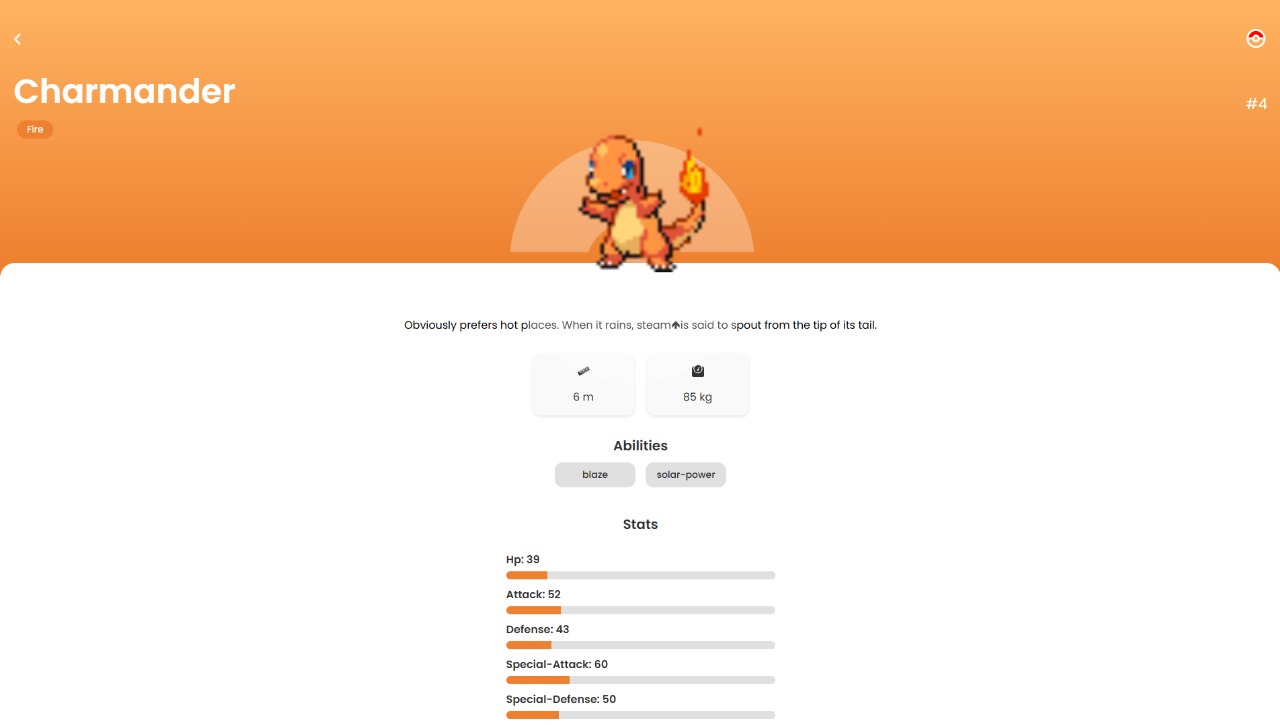 Charmander
#4
Fire
Obviously prefers hot places. When it rains, steam is said to spout from the tip of its tail.
6 m
85 kg
Abilities
blaze
solar-power
Stats
Hp: 39
Attack: 52
Defense: 43
Special-Attack: 60
Special-Defense: 50